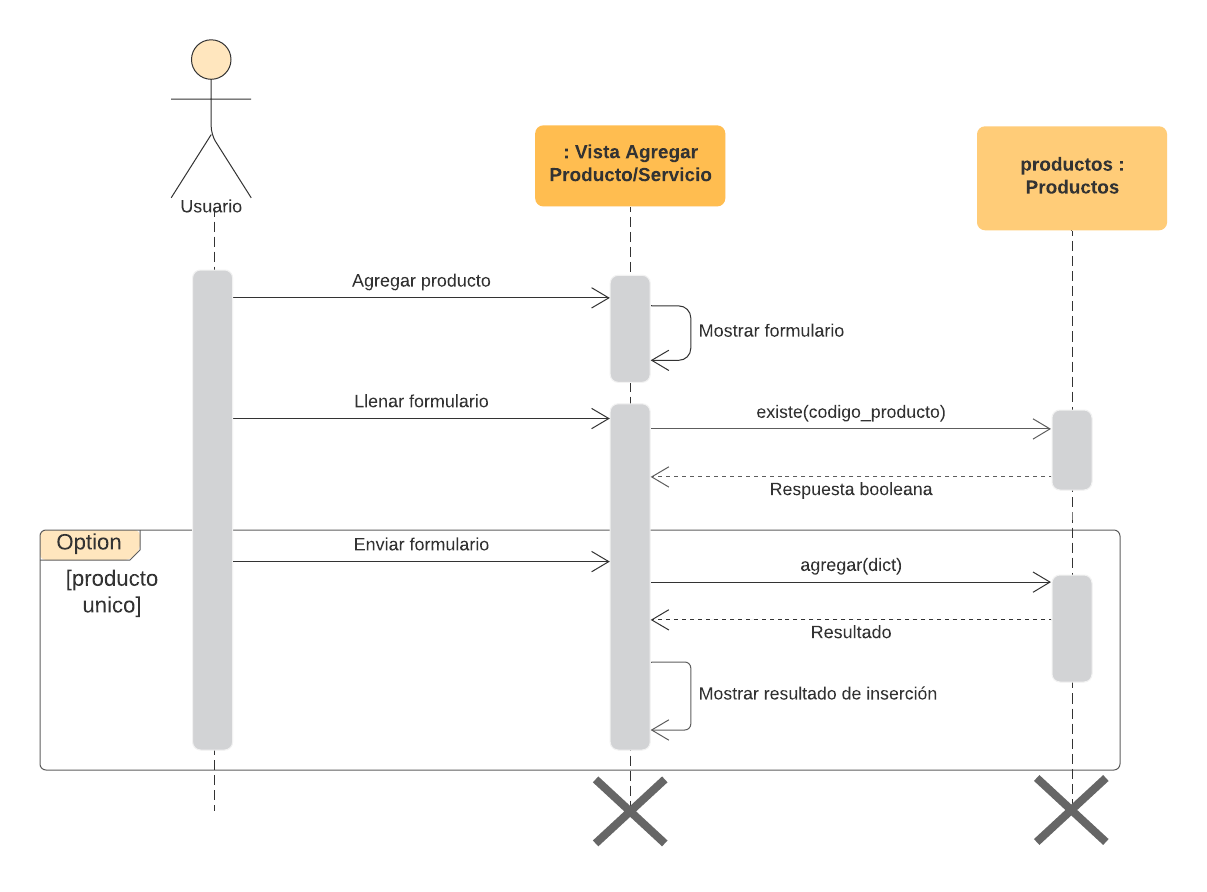 Usuario
: Vista Agregar
Producto/Servicio
productos :
Productos
Agregar producto
Mostrar formulario
Llenar formulario
existe(codigo_producto)
Respuesta booleana
Option
[producto
unico]
Enviar formulario
agregar(dict)
Resultado
Mostrar resultado de inserción